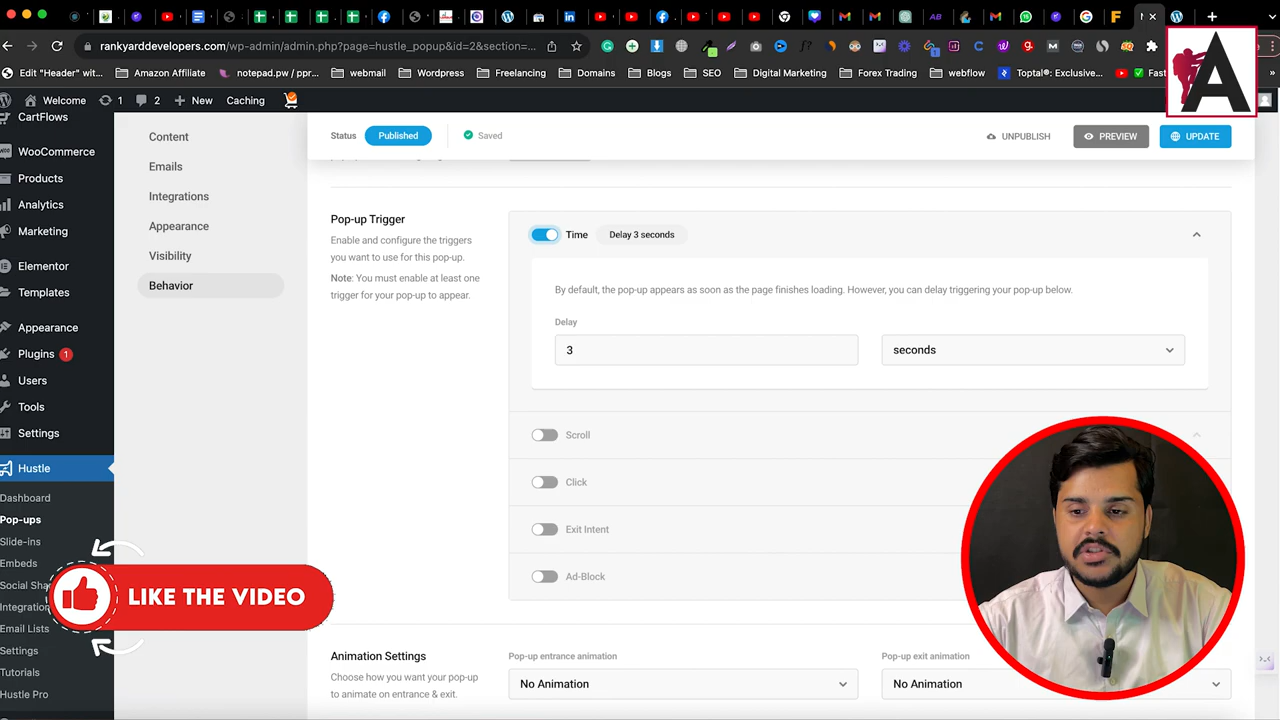 rankyarddevelopers.com/wp-admin/admin.php?page=hustle_popup&id=2&section=...
Edit "Header" wit...
Amazon Affiliate
notepad.pw / ppr...
webmail
Wordpress
Freelancing
Domains
Blogs
SEO
Digital Marketing
Forex Trading
webflow
Toptal®: Exclusive...
A
Welcome
1
2
New
Caching
CartFlows
WooCommerce
Products
Analytics
Marketing
Elementor
Templates
Appearance
Plugins 1
Users
Tools
Settings
Hustle
Dashboard
Pop-ups
Slide-ins
Embeds
Social Sha
Integration
Email Lists
Settings
Tutorials
Hustle Pro
Content
Emails
Integrations
Appearance
Visibility
Behavior
Status
Published
Saved
UNPUBLISH
PREVIEW
UPDATE
Pop-up Trigger
Enable and configure the triggers
you want to use for this pop-up.
Note: You must enable at least one
trigger for your pop-up to appear.
Time
Delay 3 seconds
By default, the pop-up appears as soon as the page finishes loading. However, you can delay triggering your pop-up below.
Delay
3
seconds
Scroll
Click
Exit Intent
Ad-Block
LIKE THE VIDEO
Animation Settings
Choose how you want your pop-up
to animate on entrance & exit.
Pop-up entrance animation
No Animation
Pop-up exit animation
No Animation